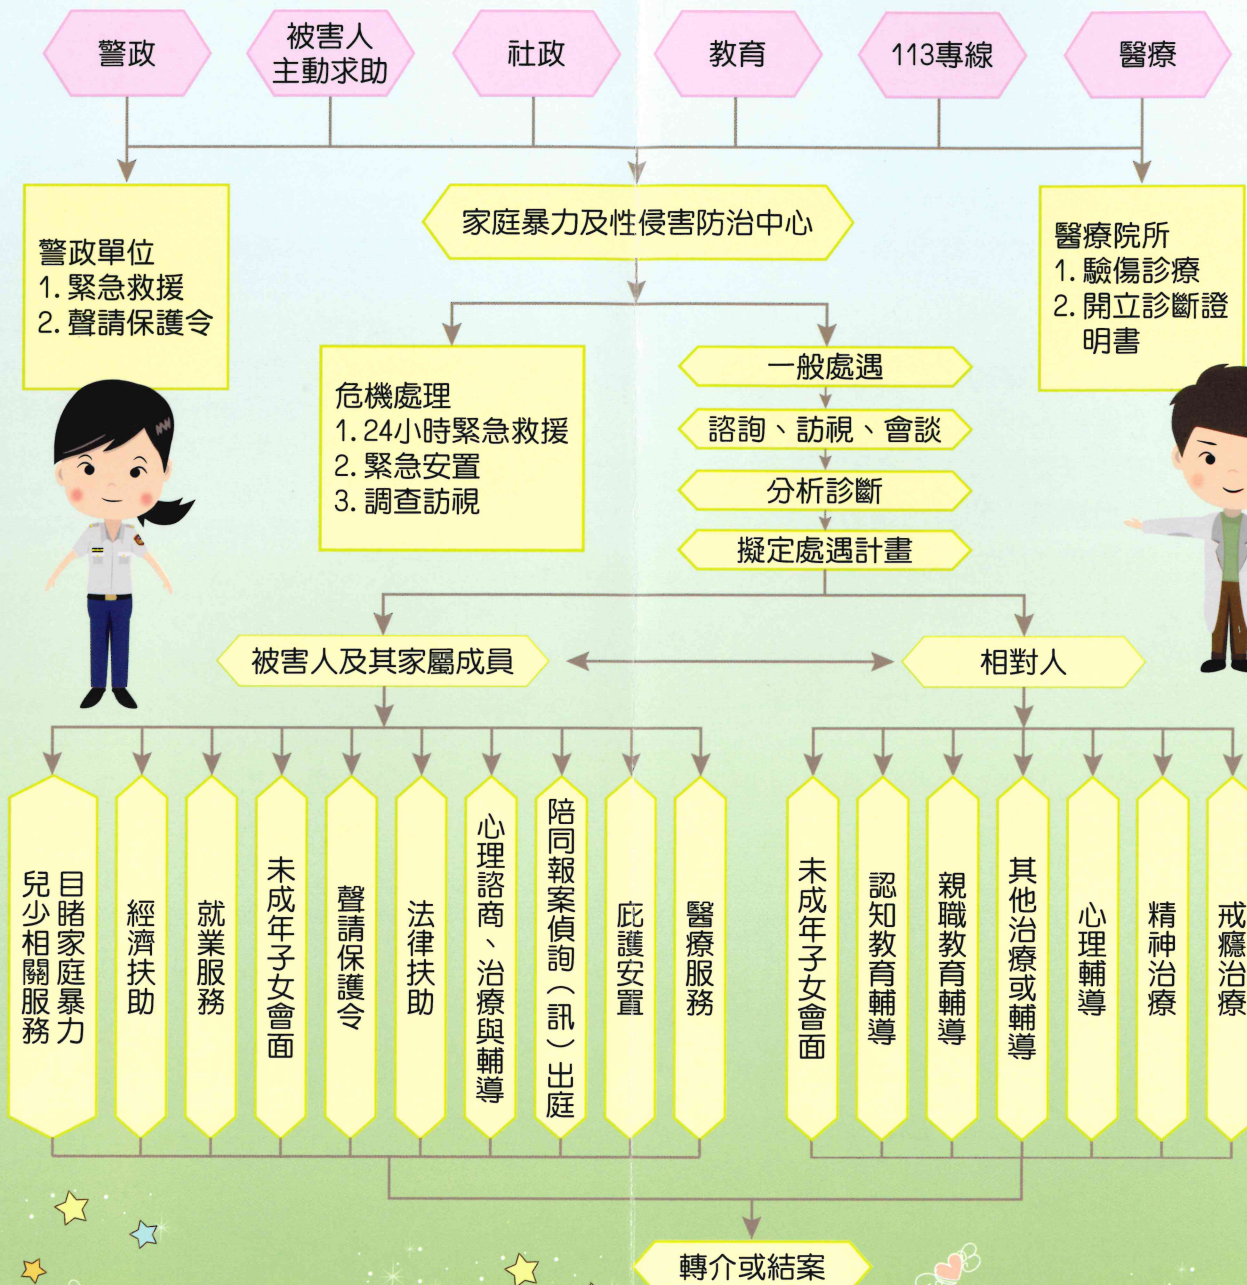 警政
被害人
主動求助
社政
教育
113專線
醫療
警政單位
1. 緊急救援
2. 聲請保護令
家庭暴力及性侵害防治中心
醫療院所
1. 驗傷診療
2. 開立診斷證
明書
危機處理
1. 24小時緊急救援
2. 緊急安置
3. 調查訪視
一般處遇
諮詢、訪視、會談
分析診斷
擬定處遇計畫
被害人及其家屬成員
相對人
目睹家庭暴力
兒少相關服務
經濟扶助
就業服務
未成年子女會面
聲請保護令
法律扶助
心理諮商、治療與輔導
陪同報案偵詢（訊）出庭
庇護安置
醫療服務
未成年子女會面
認知教育輔導
親職教育輔導
其他治療或輔導
心理輔導
精神治療
戒癮治療
轉介或結案